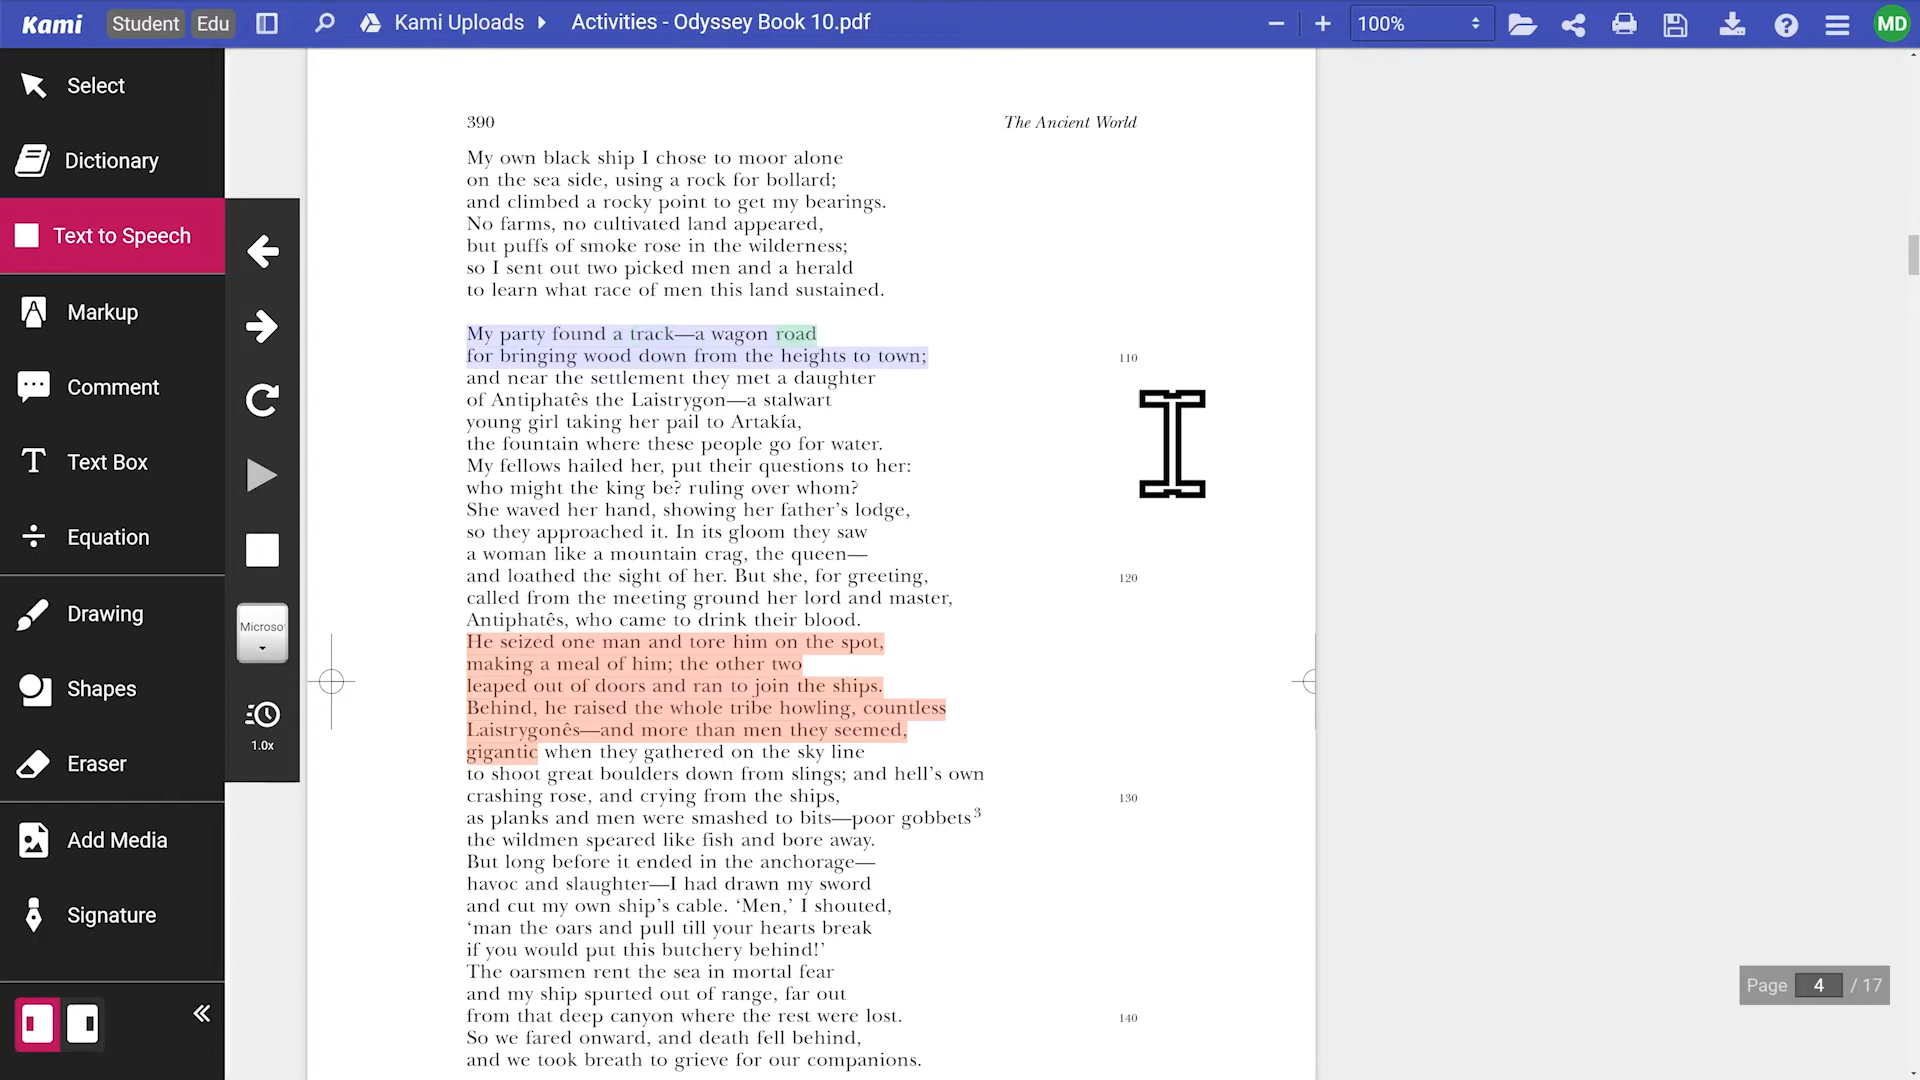 Kami
Student
Edu
Kami Uploads
Activities - Odyssey Book 10.pdf
100%
MD
Select
Dictionary
Text to Speech
Markup
Comment
Text Box
Equation
Drawing
Shapes
Eraser
Add Media
Signature
Microso
1.0x
390
The Ancient World
My own black ship I chose to moor alone
on the sea side, using a rock for bollard;
and climbed a rocky point to get my bearings.
No farms, no cultivated land appeared,
but puffs of smoke rose in the wilderness;
so I sent out two picked men and a herald
to learn what race of men this land sustained.
My party found a track—a wagon road
for bringing wood down from the heights to town; 110
and near the settlement they met a daughter
of Antiphatês the Laistrygon—a stalwart
young girl taking her pail to Artakía,
the fountain where these people go for water.
My fellows hailed her, put their questions to her:
who might the king be? ruling over whom?
She waved her hand, showing her father's lodge,
so they approached it. In its gloom they saw
a woman like a mountain crag, the queen—
and loathed the sight of her. But she, for greeting, 120
called from the meeting ground her lord and master,
Antiphatês, who came to drink their blood.
He seized one man and tore him on the spot,
making a meal of him; the other two
leaped out of doors and ran to join the ships.
Behind, he raised the whole tribe howling, countless
Laistrygonês—and more than men they seemed,
gigantic when they gathered on the sky line
to shoot great boulders down from slings; and hell's own
crashing rose, and crying from the ships, 130
as planks and men were smashed to bits—poor gobbets³
the wildmen speared like fish and bore away.
But long before it ended in the anchorage—
havoc and slaughter—I had drawn my sword
and cut my own ship's cable. ‘Men,’ I shouted,
‘man the oars and pull till your hearts break
if you would put this butchery behind!’
The oarsmen rent the sea in mortal fear
and my ship spurted out of range, far out
from that deep canyon where the rest were lost. 140
So we fared onward, and death fell behind,
and we took breath to grieve for our companions.
Page 4 / 17